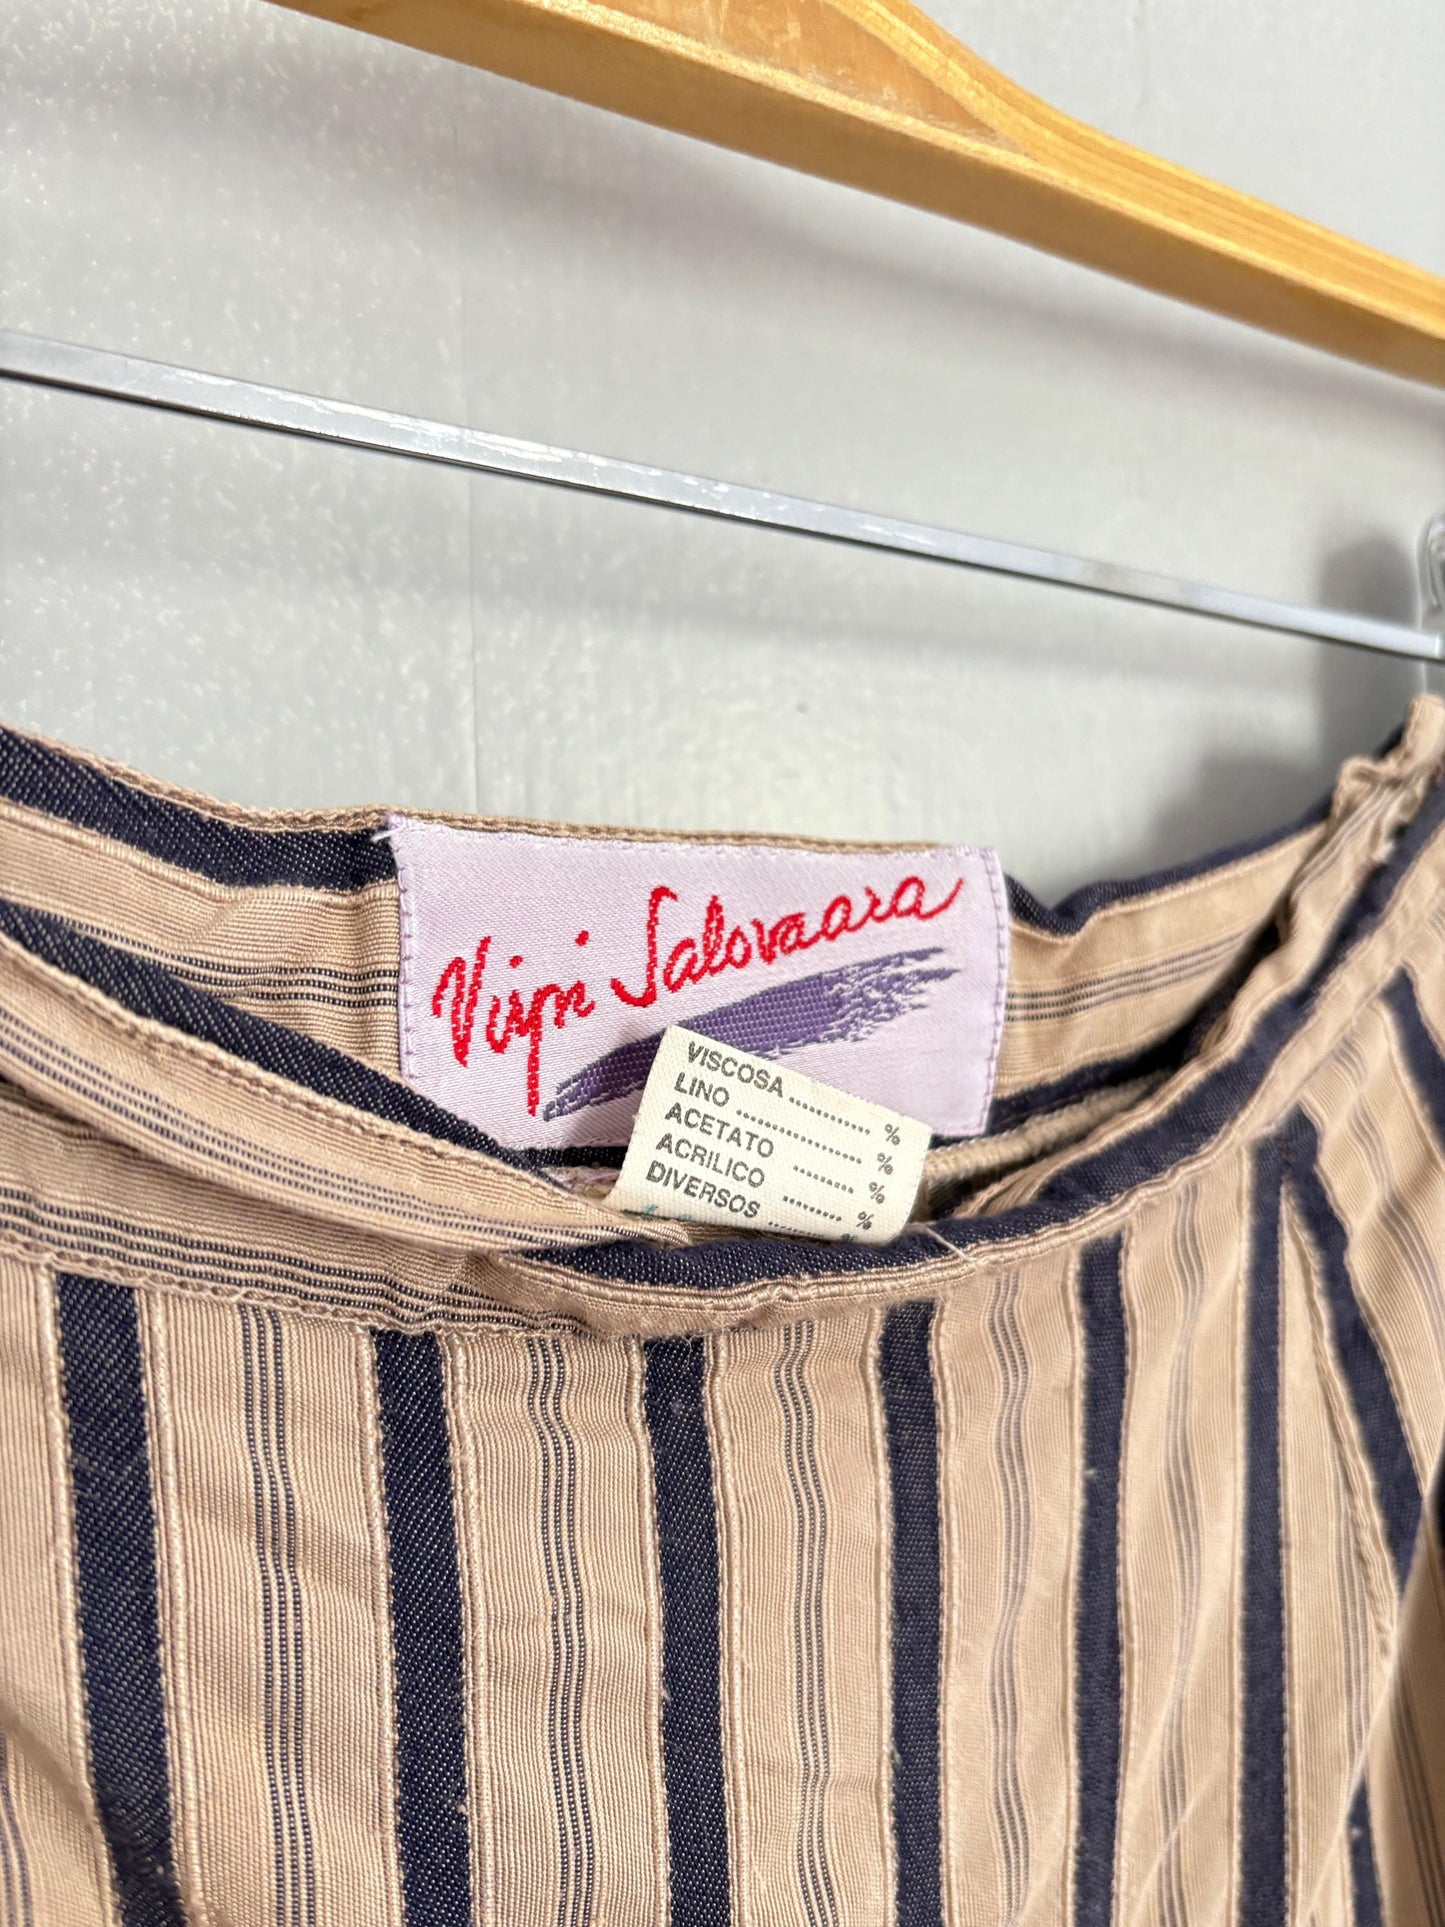 Virpi Salovaara
VISCOSA ............ %
LINO ................... %
ACETATO ......... %
ACRILICO ......... %
DIVERSOS ......... %